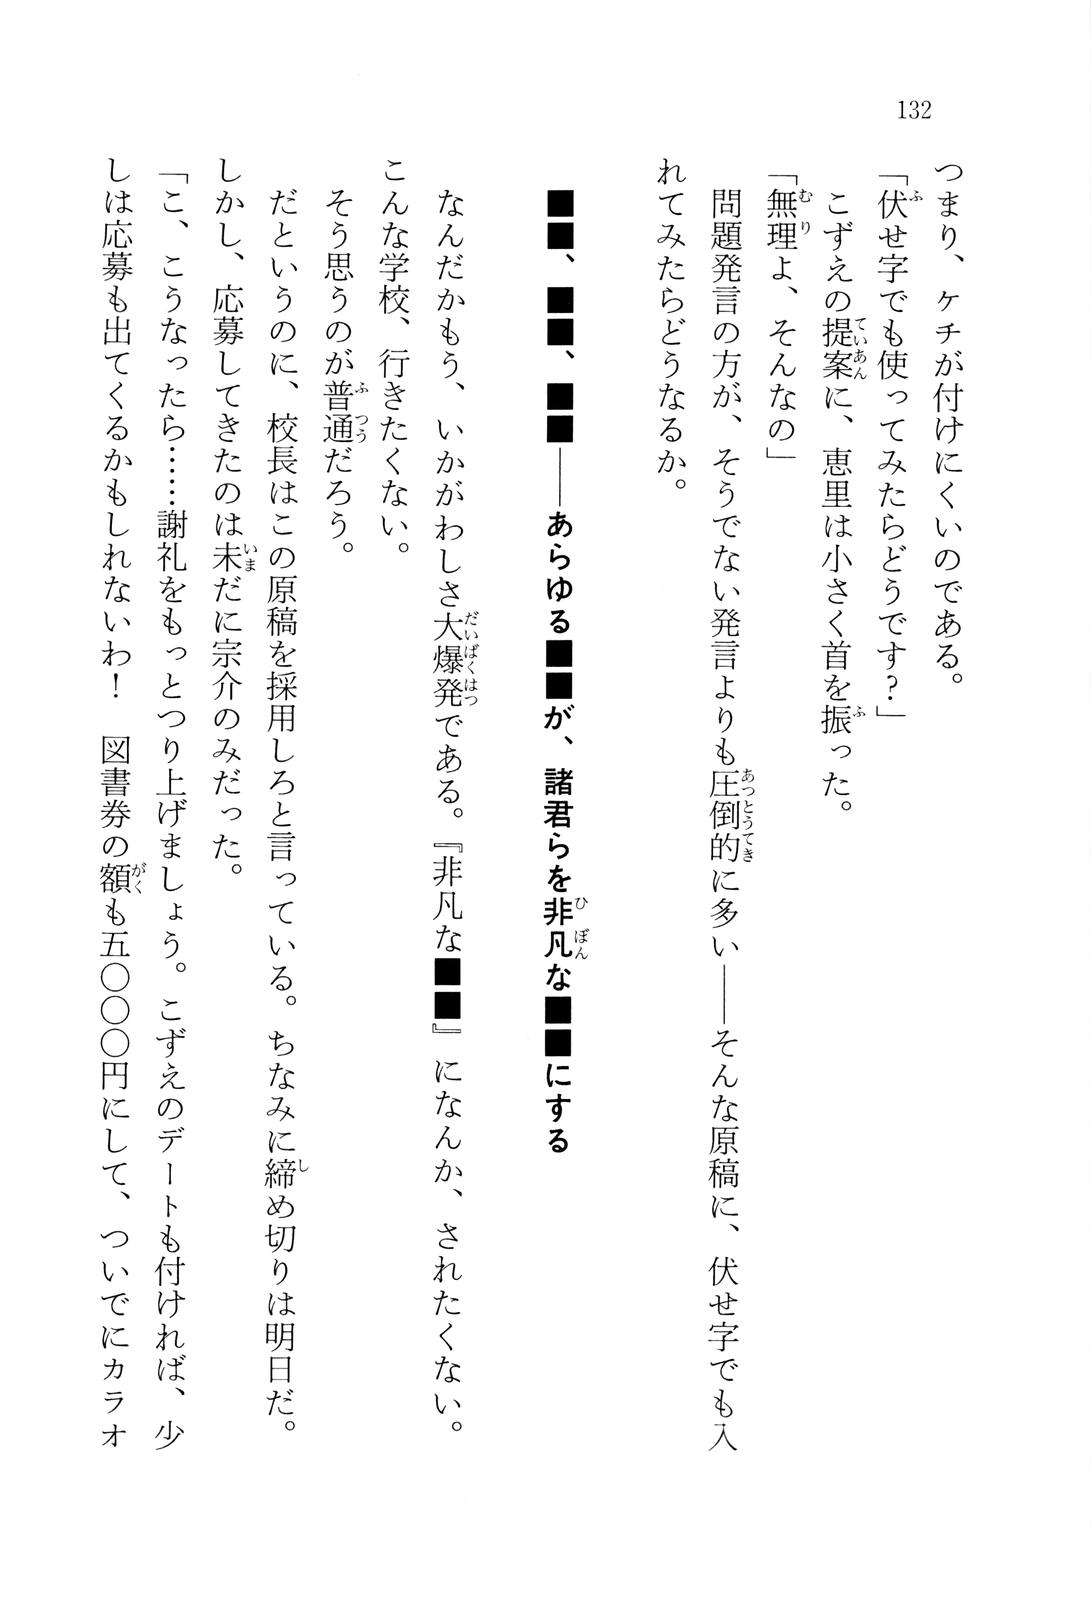 132
つまり、ケチが付けにくいのである。
「伏せ字でも使ってみたらどうです?」
こずえの提案に、恵里は小さく首を振った。
「無理よ、そんなの」
問題発言の方が、そうでない発言よりも圧倒的に多い――そんな原稿に、伏せ字でも入
れてみたらどうなるか。
■■、■■、■■――あらゆる■■が、諸君らを非凡な■■にする
なんだかもう、いかがわしさ大爆発である。『非凡な■■』になんか、されたくない。
こんな学校、行きたくない。
そう思うのが普通だろう。
だというのに、校長はこの原稿を採用しろと言っている。ちなみに締め切りは明日だ。
しかし、応募してきたのは未だに宗介のみだった。
「こ、こうなったら……謝礼をもっとつり上げましょう。こずえのデートも付ければ、少
しは応募も出てくるかもしれないわ! 図書券の額も五〇〇〇円にして、ついでにカラオ